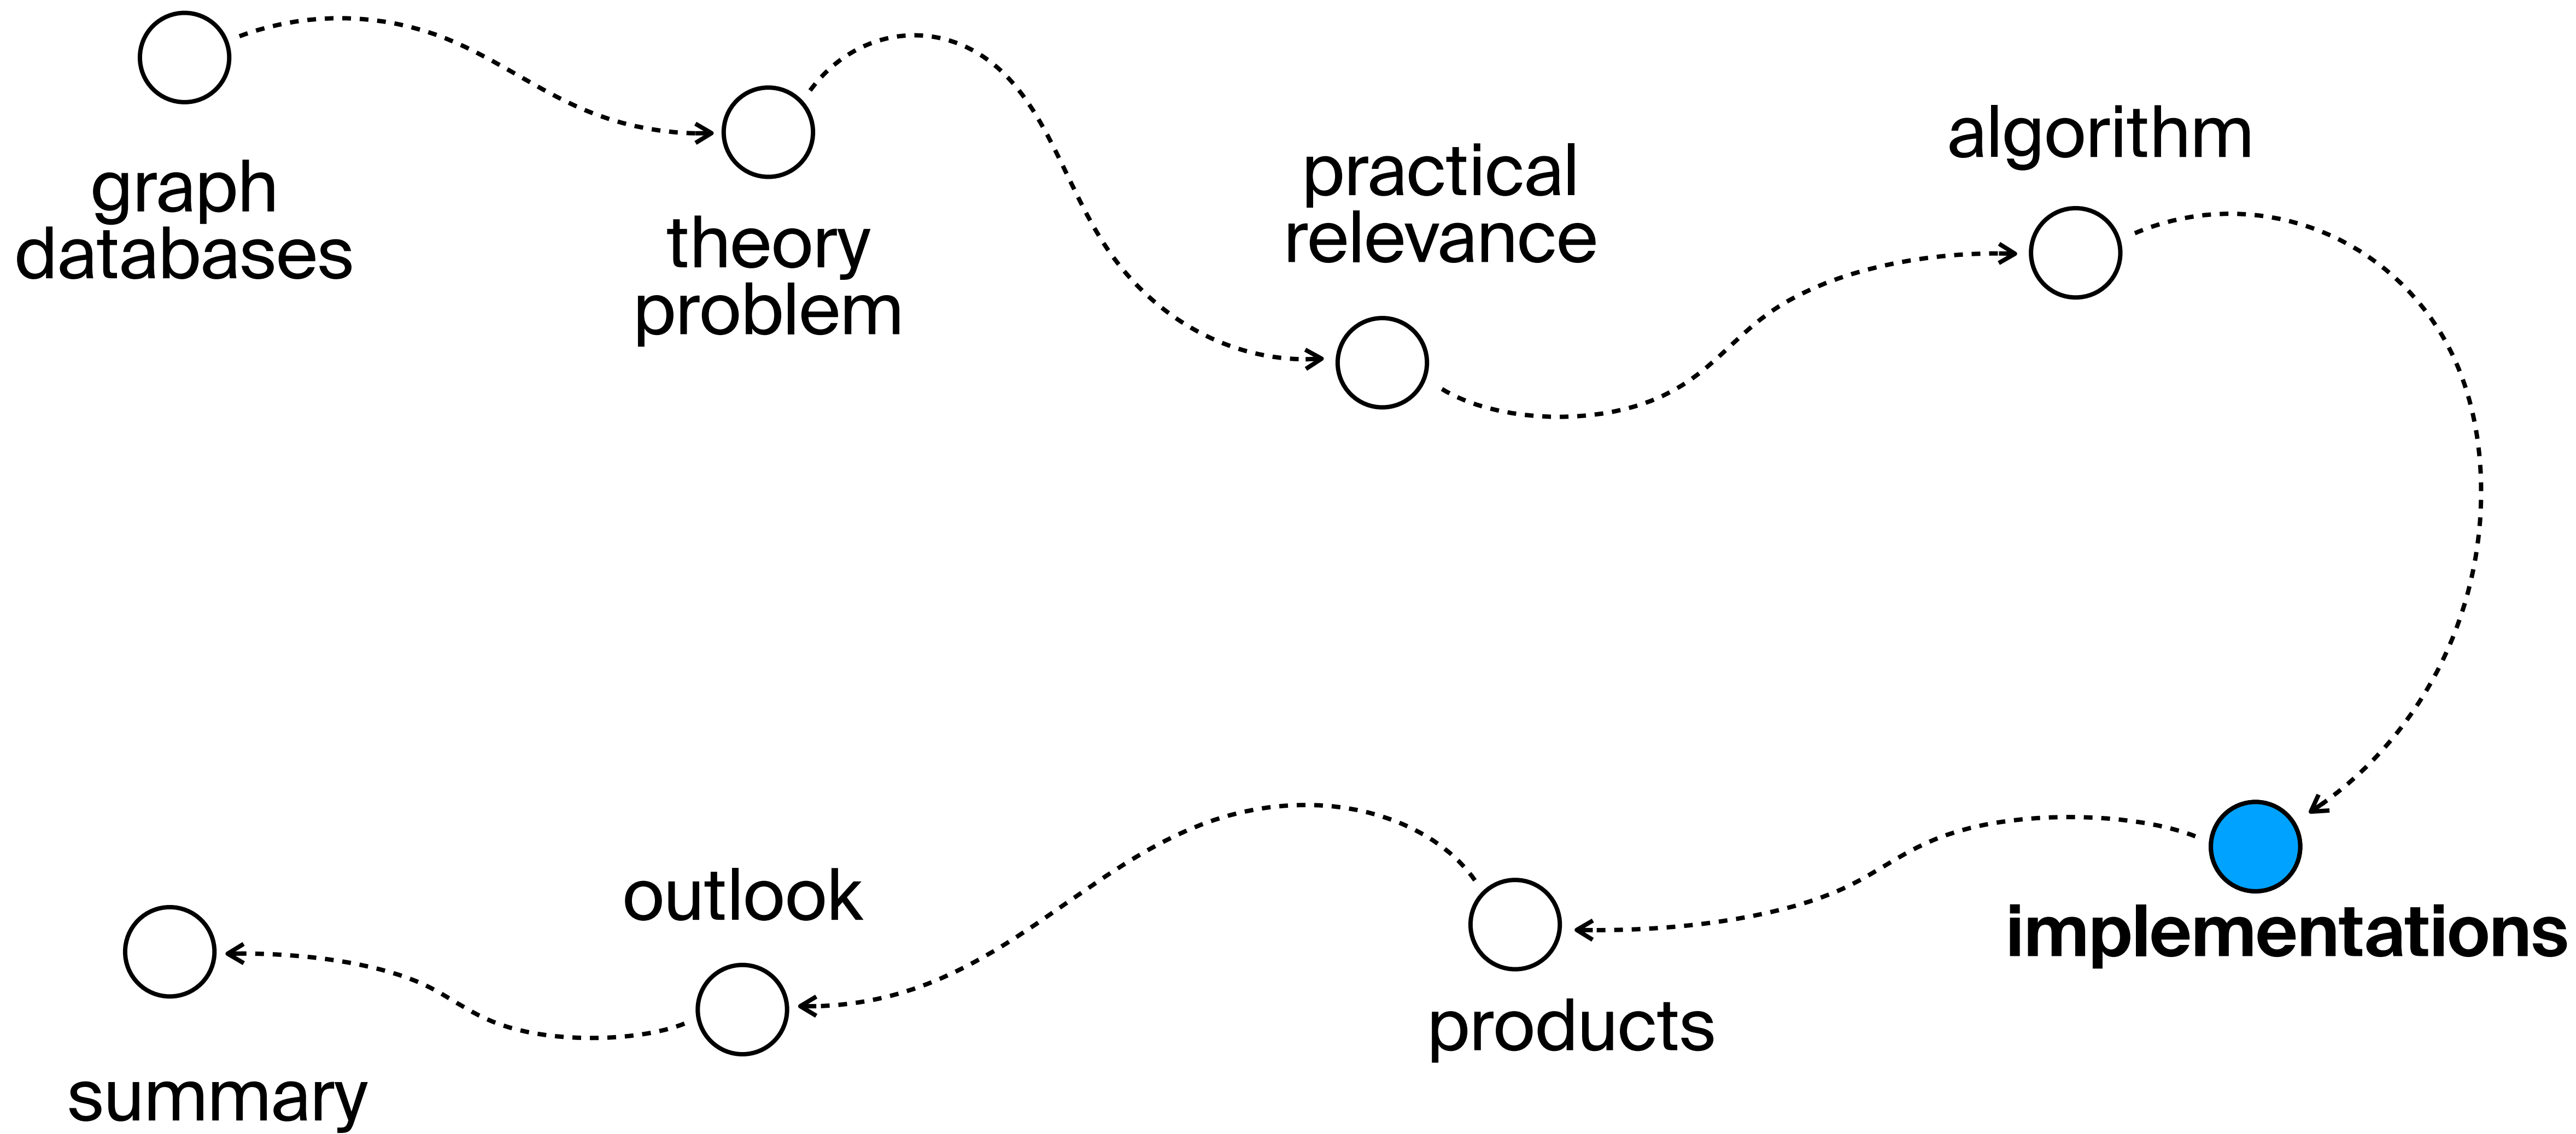 graph
databases
theory
problem
practical
relevance
algorithm
implementations
products
outlook
summary